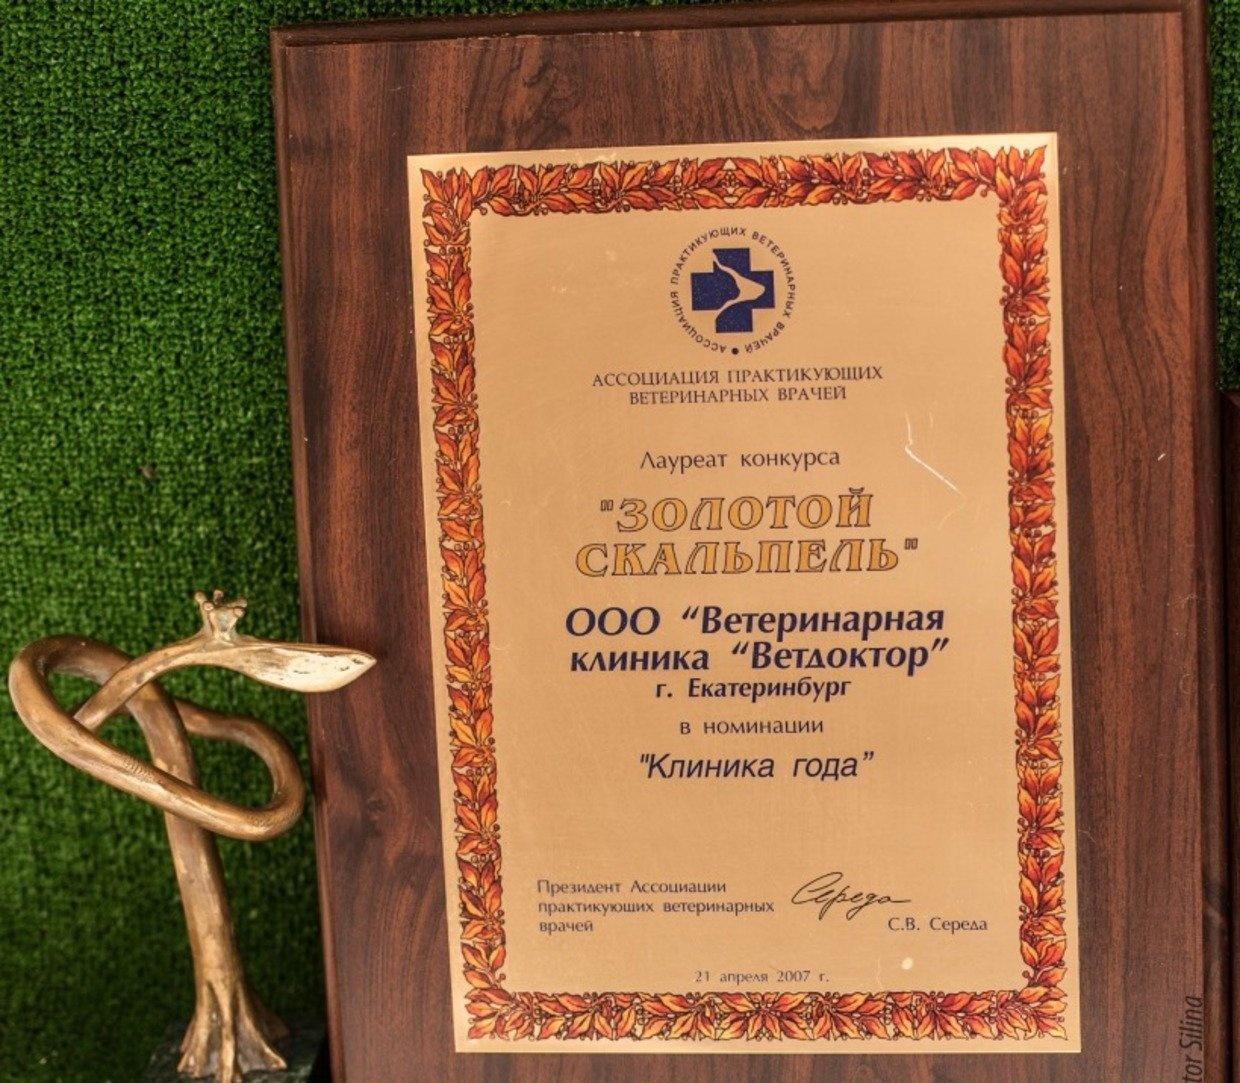 АССОЦИАЦИЯ ПРАКТИКУЮЩИХ ВЕТЕРИНАРНЫХ ВРАЧЕЙ
АССОЦИАЦИЯ ПРАКТИКУЮЩИХ
ВЕТЕРИНАРНЫХ ВРАЧЕЙ
Лауреат конкурса
"ЗОЛОТОЙ
СКАЛЬПЕЛЬ"
ООО “Ветеринарная
клиника “Ветдоктор”
г. Екатеринбург
в номинации
"Клиника года”
Президент Ассоциации
практикующих ветеринарных
врачей
Середа
С.В. Середа
21 апреля 2007 г.
tor Silina